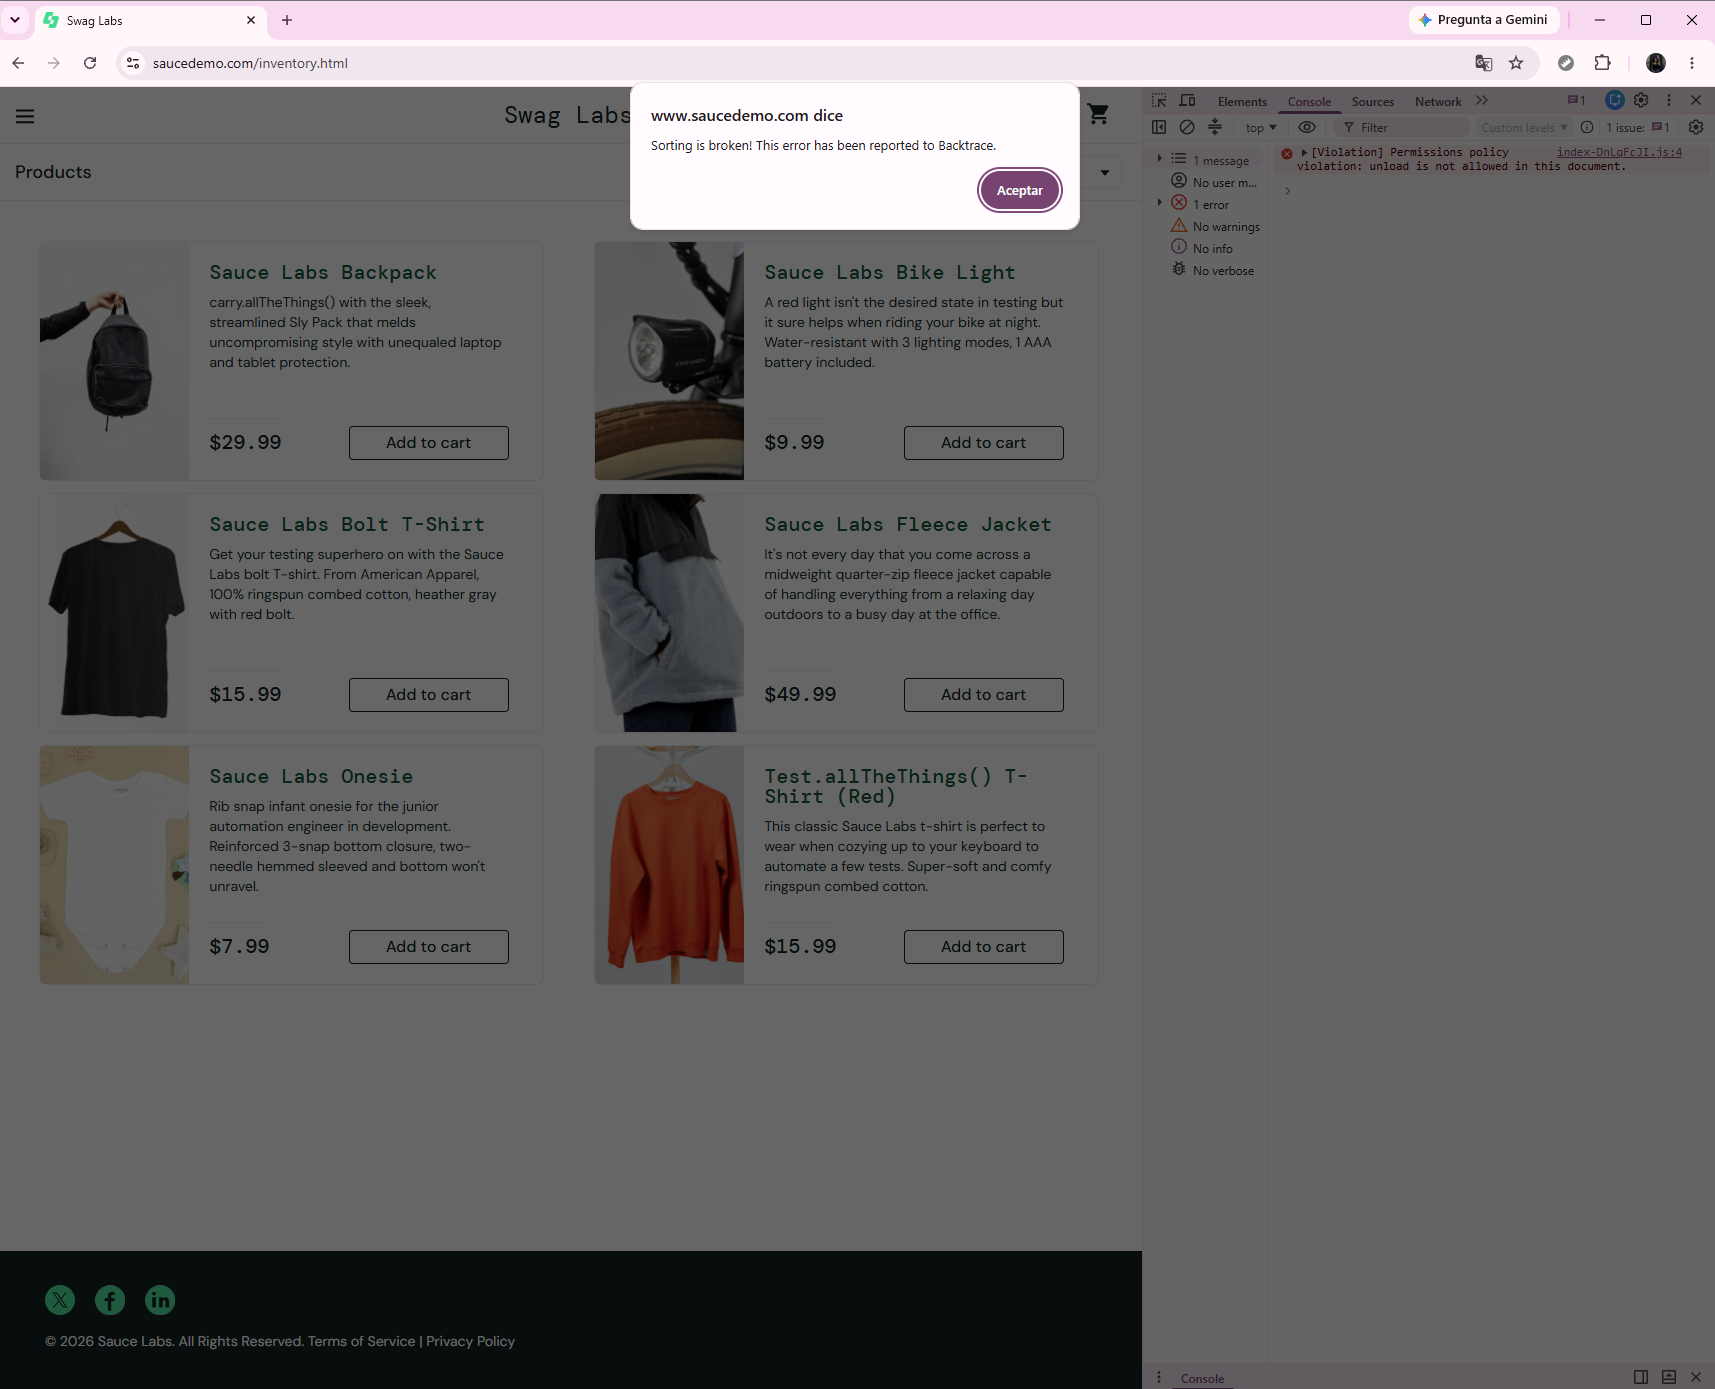 Swag Labs
Pregunta a Gemini
saucedemo.com/inventory.html
www.saucedemo.com dice
Sorting is broken! This error has been reported to Backtrace.
Aceptar
Swag Labs
Products
Sauce Labs Backpack
carry.allTheThings() with the sleek,
streamlined Sly Pack that melds
uncompromising style with unequaled laptop
and tablet protection.
$29.99
Add to cart
Sauce Labs Bike Light
A red light isn't the desired state in testing but
it sure helps when riding your bike at night.
Water-resistant with 3 lighting modes, 1 AAA
battery included.
$9.99
Add to cart
Sauce Labs Bolt T-Shirt
Get your testing superhero on with the Sauce
Labs bolt T-shirt. From American Apparel,
100% ringspun combed cotton, heather gray
with red bolt.
$15.99
Add to cart
Sauce Labs Fleece Jacket
It's not every day that you come across a
midweight quarter-zip fleece jacket capable
of handling everything from a relaxing day
outdoors to a busy day at the office.
$49.99
Add to cart
Sauce Labs Onesie
Rib snap infant onesie for the junior
automation engineer in development.
Reinforced 3-snap bottom closure, two-
needle hemmed sleeved and bottom won't
unravel.
$7.99
Add to cart
Test.allTheThings() T-
Shirt (Red)
This classic Sauce Labs t-shirt is perfect to
wear when cozying up to your keyboard to
automate a few tests. Super-soft and comfy
ringspun combed cotton.
$15.99
Add to cart
© 2026 Sauce Labs. All Rights Reserved. Terms of Service | Privacy Policy
Elements Console Sources Network 1
top Filter Custom levels 1 issue: 1
1 message
No user m...
1 error
No warnings
No info
No verbose
[Violation] Permissions policy index-DnLqFcJI.js:4
violation: unload is not allowed in this document.
Console